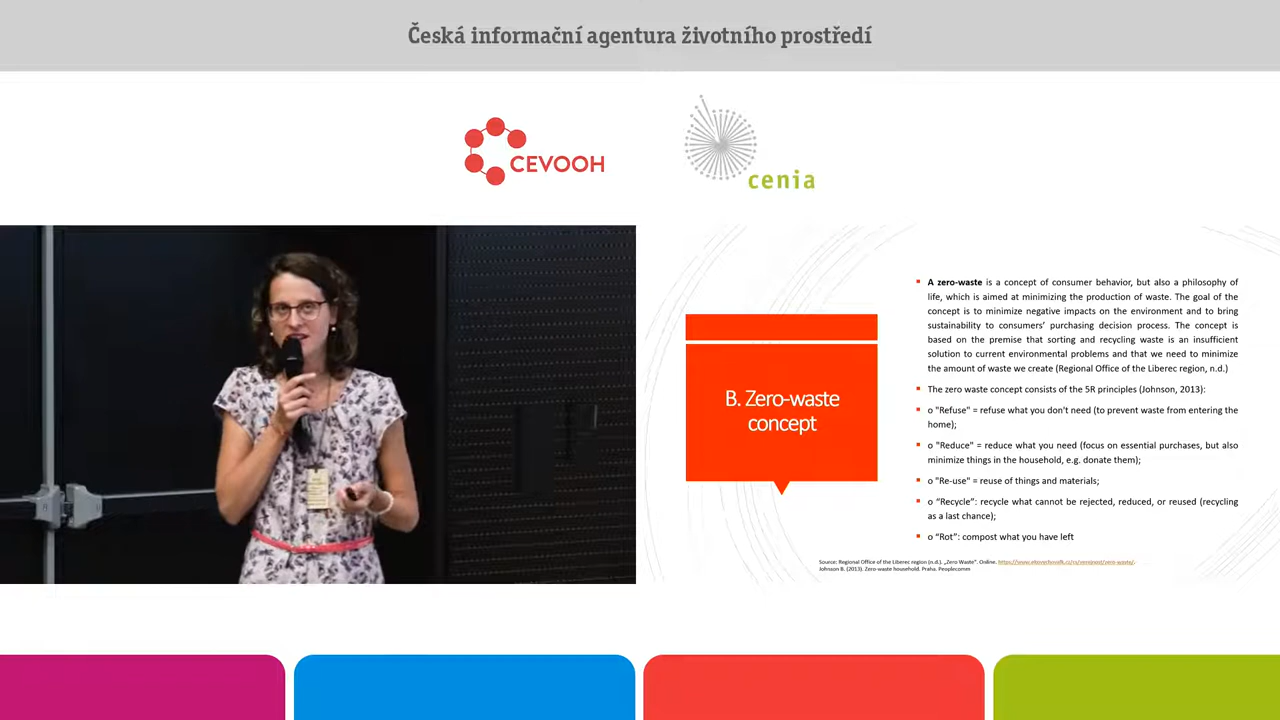 Česká informační agentura životního prostředí
CEVOOH
cenia
B. Zero-waste
concept
A zero-waste is a concept of consumer behavior, but also a philosophy of
life, which is aimed at minimizing the production of waste. The goal of the
concept is to minimize negative impacts on the environment and to bring
sustainability to consumers' purchasing decision process. The concept is
based on the premise that sorting and recycling waste is an insufficient
solution to current environmental problems and that we need to minimize
the amount of waste we create (Regional Office of the Liberec region, n.d.)
The zero waste concept consists of the 5R principles (Johnson, 2013):
o "Refuse" = refuse what you don't need (to prevent waste from entering the
home);
o "Reduce" = reduce what you need (focus on essential purchases, but also
minimize things in the household, e.g. donate them);
o "Re-use" = reuse of things and materials;
o “Recycle”: recycle what cannot be rejected, reduced, or reused (recycling
as a last chance);
o “Rot”: compost what you have left
Source: Regional Office of the Liberec region (n.d.). „Zero Waste". Online.
Johnson B. (2013). Zero-waste household. Praha. Peoplecomm